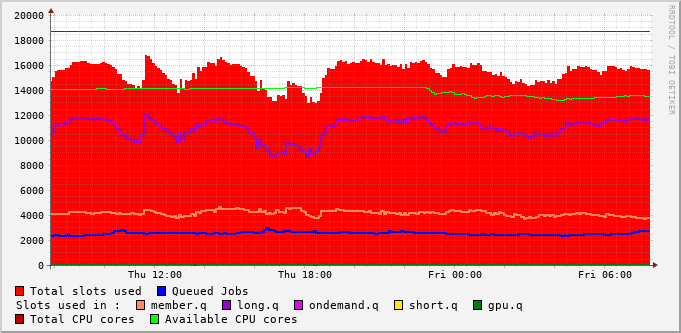 20000
18000
16000
14000
12000
10000
8000
6000
4000
2000
0
Thu 12:00 Thu 18:00 Fri 00:00 Fri 06:00
Total slots used Queued Jobs
Slots used in : member.q long.q ondemand.q short.q gpu.q
Total CPU cores Available CPU cores
RRDTOOL / TOBI OETIKER